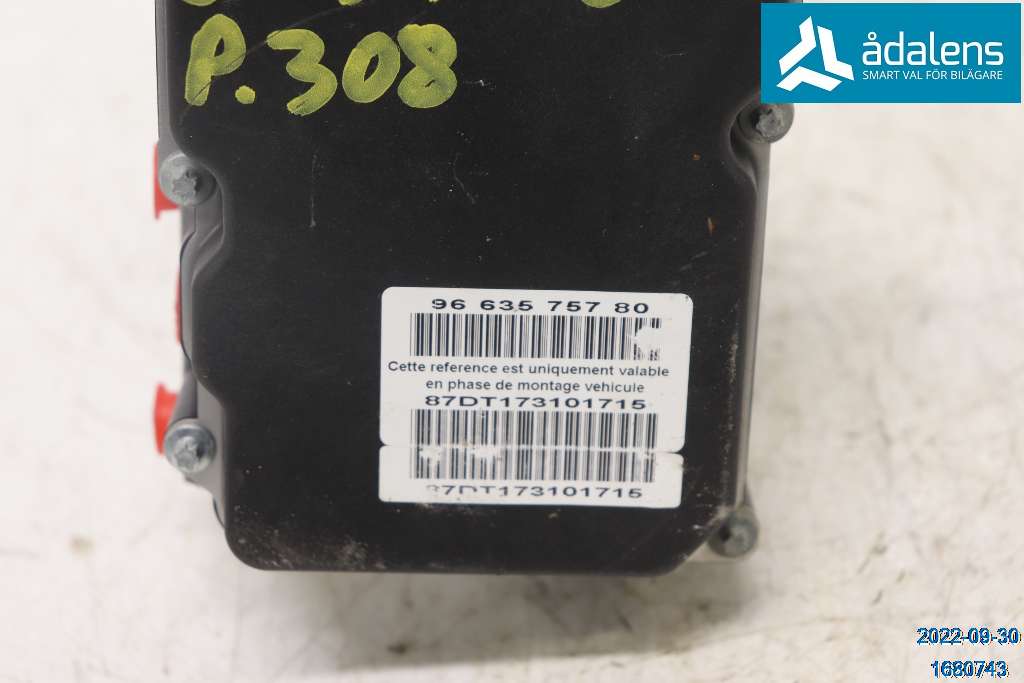 P.308
ådalens
SMART VAL FÖR BILÄGARE
96 635 757 80
Cette reference est uniquement valable
en phase de montage vehicule
87DT173101715
87DT173101715
2022-09-30
1680743